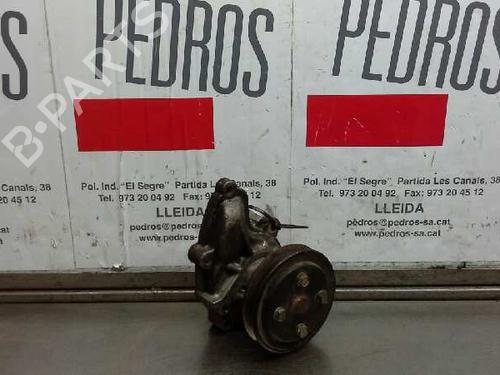 PEDROS
PEDROS
B-PARTS
Pol. Ind. "El Segre" Partida Les Canals, 38
Tel. 973 20 04 92 Fax: 973 20 45 12
LLEIDA
pedros@pedros-sa.cat
www.pedros-
Pol. Ind. "El Segre" Partida Les Canals, 38
Tel. 973 20 04 92 Fax: 973 20 45 12
LLEIDA
pedros@pedros-sa.cat
www.pedros-sa.cat
Canals, 38
20 45 12